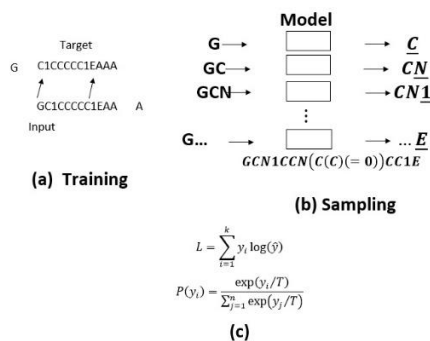 Target
G C1CCCCC1EAAA
GC1CCCCC1EAA A
Input
(a) Training
Model
G C
GC CN
GCN CN1
⋮
G... ... E
GCN1CCN(C(C)(= 0))CC1E
(b) Sampling
L = ∑_{i=1}^{k} y_i log(ŷ)
P(y_i) = exp(y_i/T) / ∑_{j=1}^{n} exp(y_j/T)
(c)